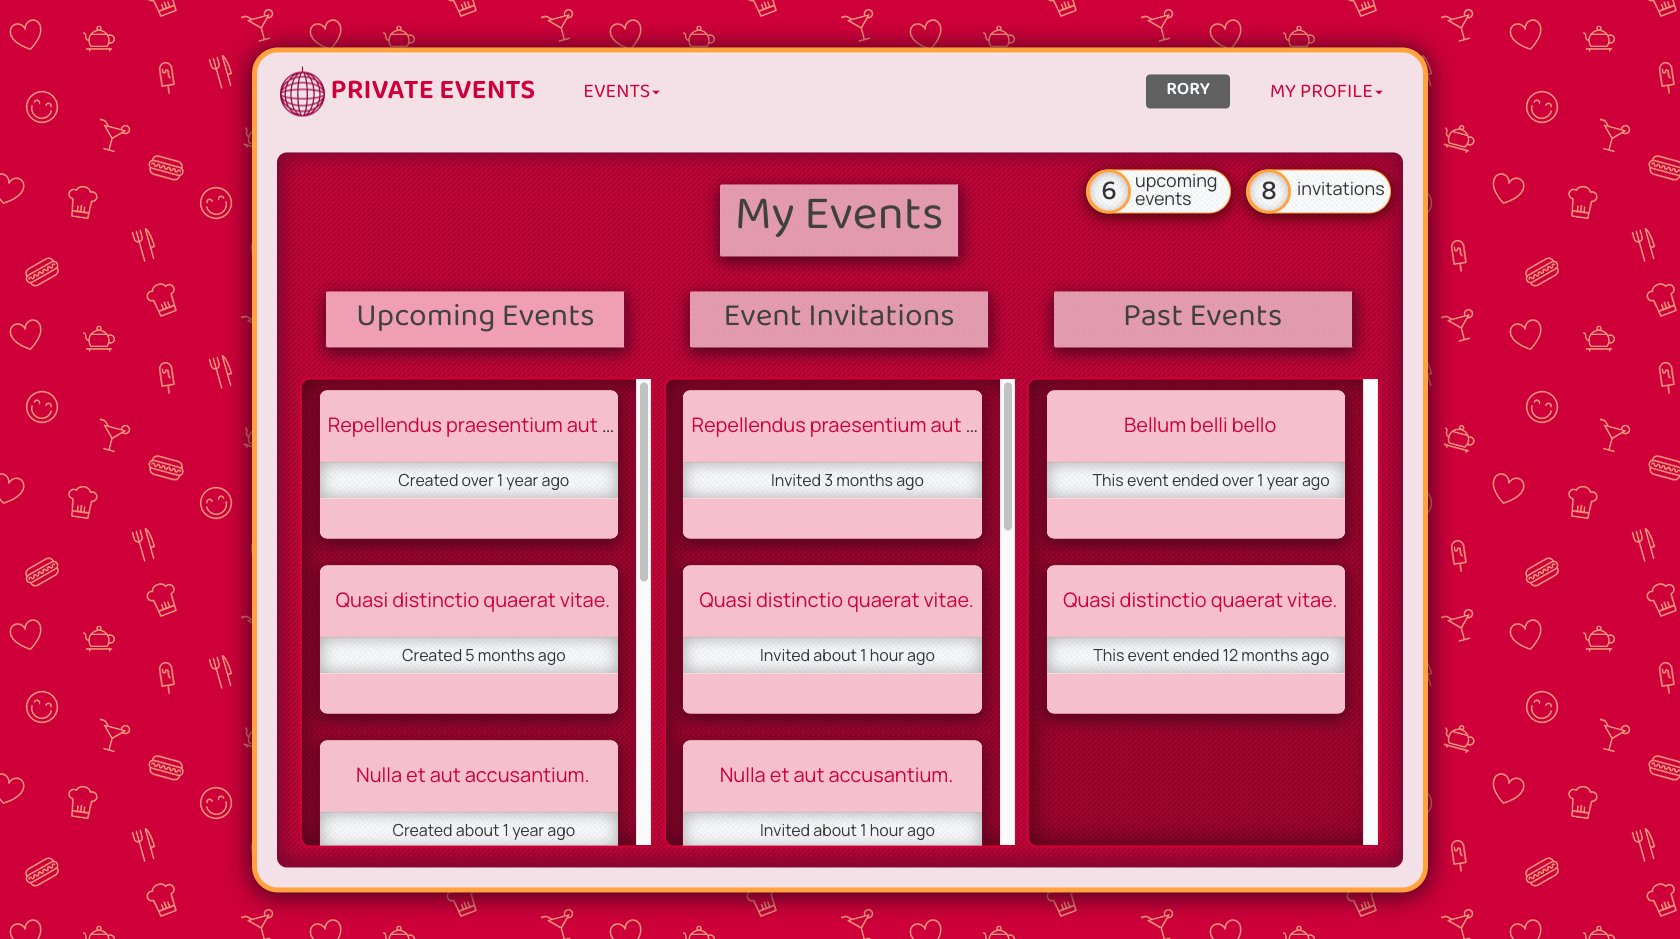 PRIVATE EVENTS
EVENTS
RORY
MY PROFILE
6
upcoming
events
8
invitations
My Events
Upcoming Events
Event Invitations
Past Events
Repellendus praesentium aut ...
Created over 1 year ago
Quasi distinctio quaerat vitae.
Created 5 months ago
Nulla et aut accusantium.
Created about 1 year ago
Repellendus praesentium aut ...
Invited 3 months ago
Quasi distinctio quaerat vitae.
Invited about 1 hour ago
Nulla et aut accusantium.
Invited about 1 hour ago
Bellum belli bello
This event ended over 1 year ago
Quasi distinctio quaerat vitae.
This event ended 12 months ago